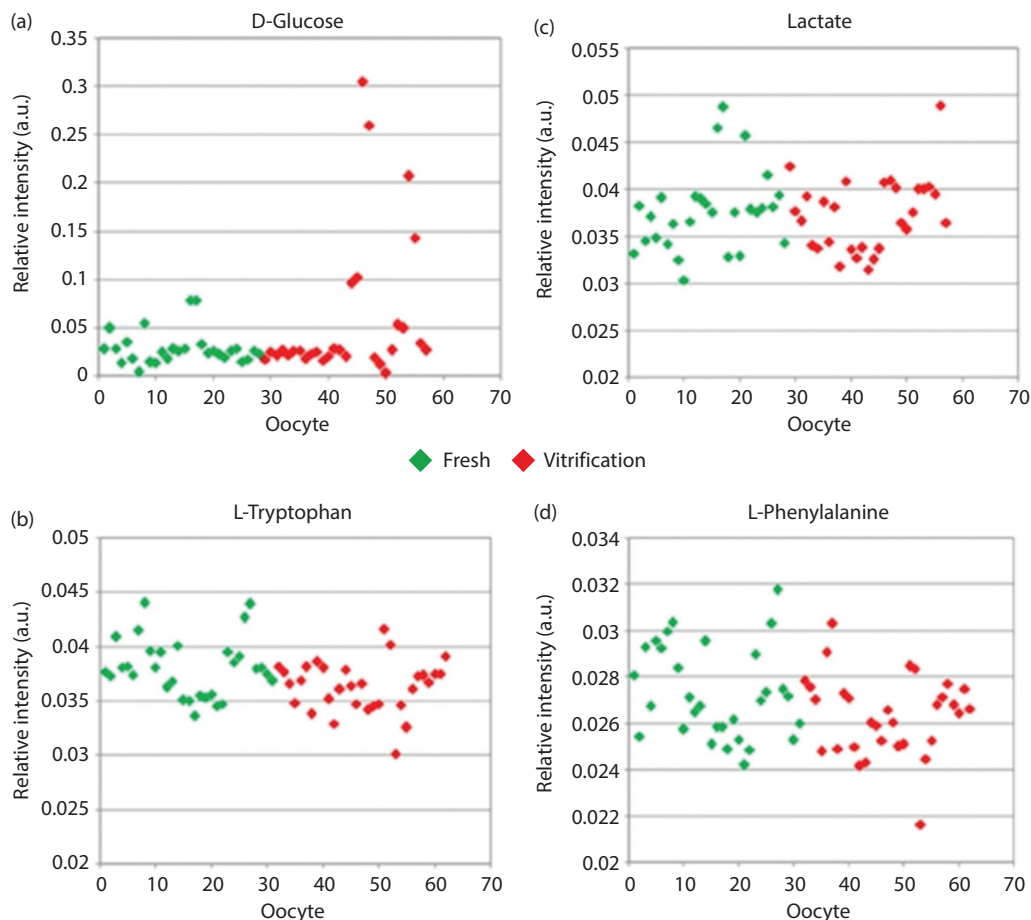 (a)
D-Glucose
Relative intensity (a.u.)
0.35
0.3
0.25
0.2
0.15
0.1
0.05
0
0 10 20 30 40 50 60 70
Oocyte
(c)
Lactate
Relative intensity (a.u.)
0.055
0.05
0.045
0.04
0.035
0.03
0.025
0.02
0 10 20 30 40 50 60 70
Oocyte
Fresh Vitrification
(b)
L-Tryptophan
Relative intensity (a.u.)
0.05
0.045
0.04
0.035
0.03
0.025
0.02
0 10 20 30 40 50 60 70
Oocyte
(d)
L-Phenylalanine
Relative intensity (a.u.)
0.034
0.032
0.03
0.028
0.026
0.024
0.022
0.02
0 10 20 30 40 50 60 70
Oocyte